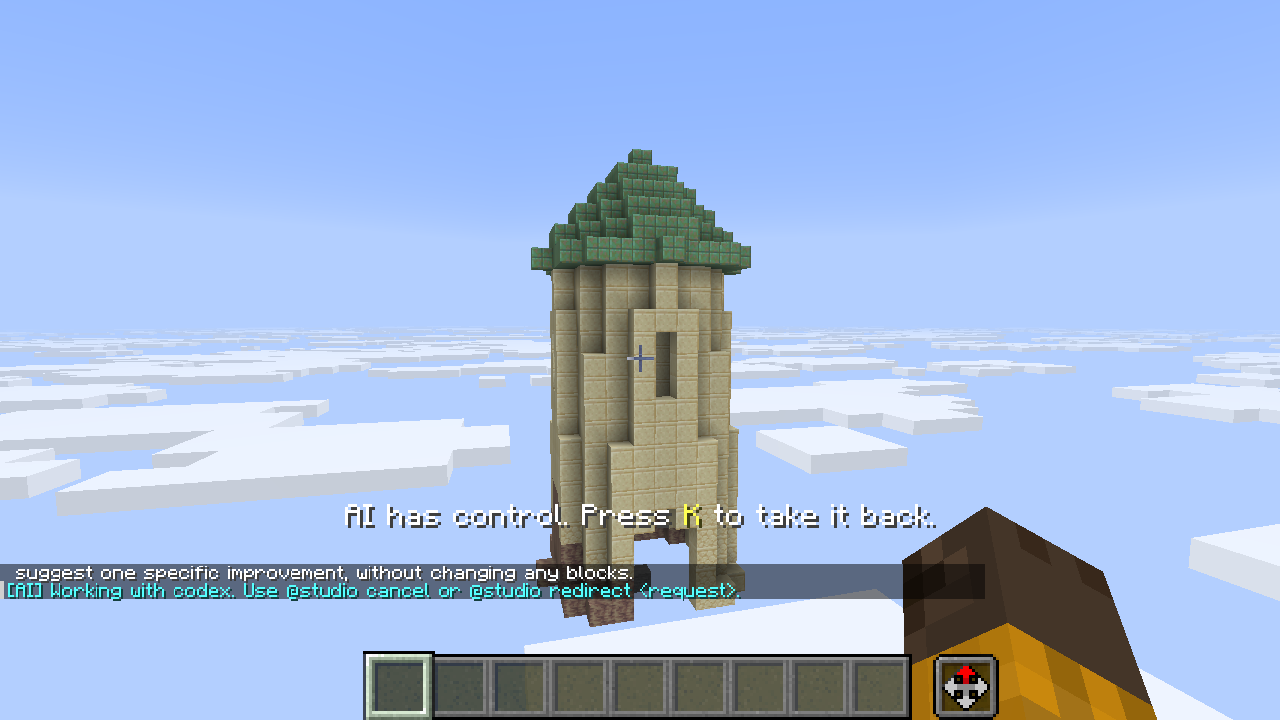 AI has control. Press K to take it back.
suggest one specific improvement, without changing any blocks.
[AI] Working with codex. Use @studio cancel or @studio redirect <request>.